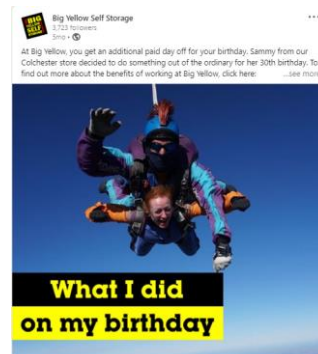 BIG
YELLOW
SELF
STORAGE
Big Yellow Self Storage
3,723 followers
5mo
At Big Yellow, you get an additional paid day off for your birthday. Sammy from our
Colchester store decided to do something out of the ordinary for her 30th birthday. To
find out more about the benefits of working at Big Yellow, click here: ...see more
What I did
on my birthday